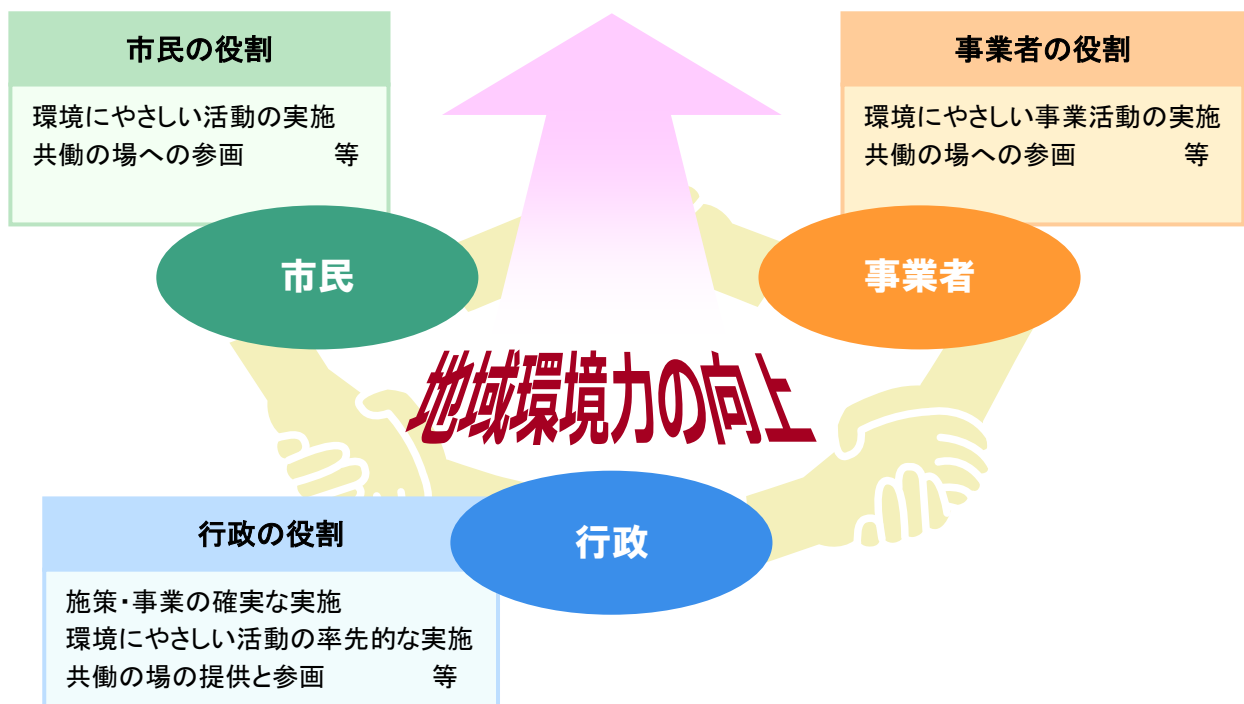 市民の役割
環境にやさしい活動の実施
共働の場への参画 等
事業者の役割
環境にやさしい事業活動の実施
共働の場への参画 等
市民
事業者
地域環境力の向上
行政
行政の役割
施策・事業の確実な実施
環境にやさしい活動の率先的な実施
共働の場の提供と参画 等